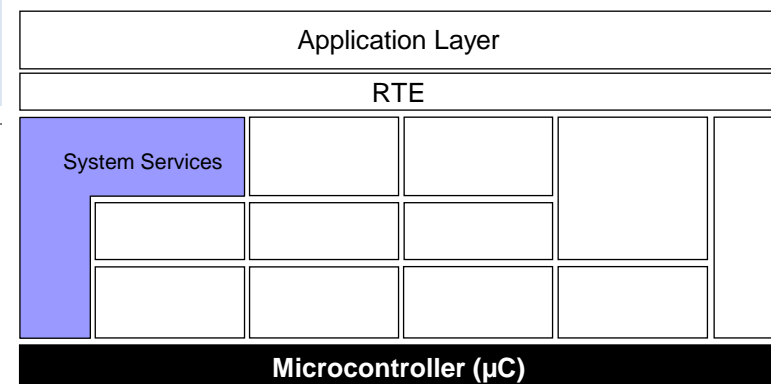 Application Layer
RTE
System Services
Microcontroller (µC)